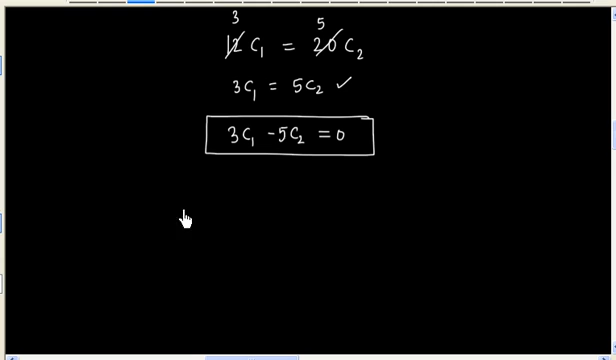 3 5
12 C₁ = 20 C₂
3C₁ = 5C₂ ✓
3C₁ - 5C₂ = 0